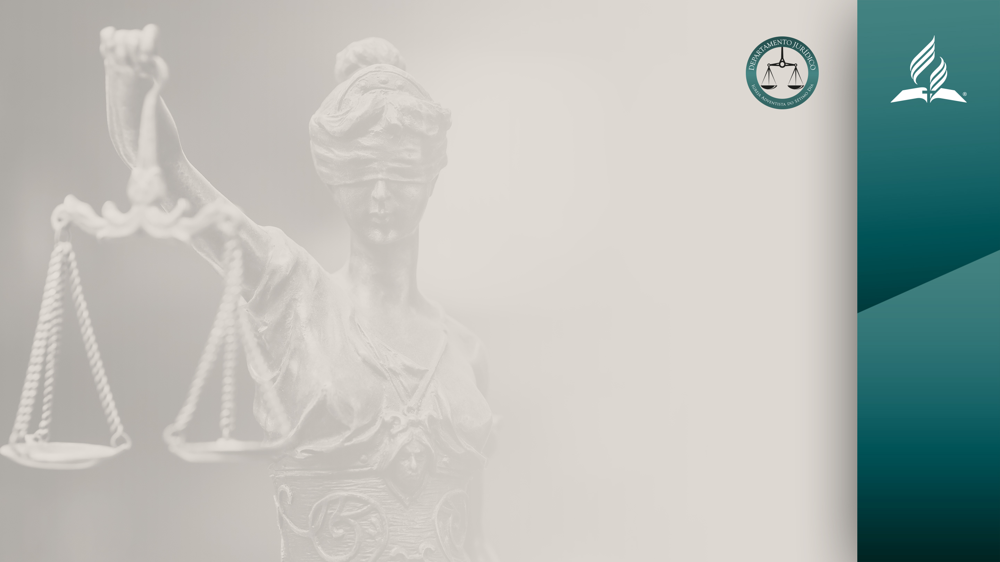 DEPARTAMENTO JURÍDICO
IGREJA ADVENTISTA DO SÉTIMO DIA
®